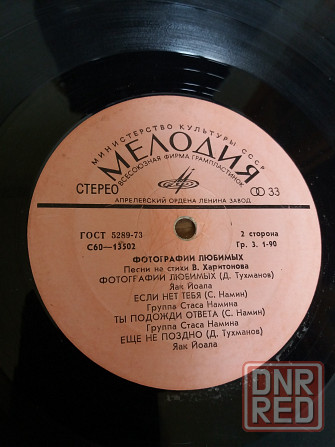 МИНИСТЕРСТВО КУЛЬТУРЫ СССР
МЕЛОДИЯ
ВСЕСОЮЗНАЯ ФИРМА ГРАМПЛАСТИНОК
СТЕРЕО
33
АПРЕЛЕВСКИЙ ОРДЕНА ЛЕНИНА ЗАВОД
ГОСТ 5289-73
2 сторона
С60—13502
Гр. 3. 1-90
ФОТОГРАФИИ ЛЮБИМЫХ
Песни на стихи В. Харитонова
ФОТОГРАФИИ ЛЮБИМЫХ (Д. Тухманов)
Яак Йоала
ЕСЛИ НЕТ ТЕБЯ (С. Намин)
Группа Стаса Намина
ТЫ ПОДОЖДИ ОТВЕТА (С. Намин)
Группа Стаса Намина
ЕЩЕ НЕ ПОЗДНО (Д. Тухманов)
Яак Йоала
DNR
RED